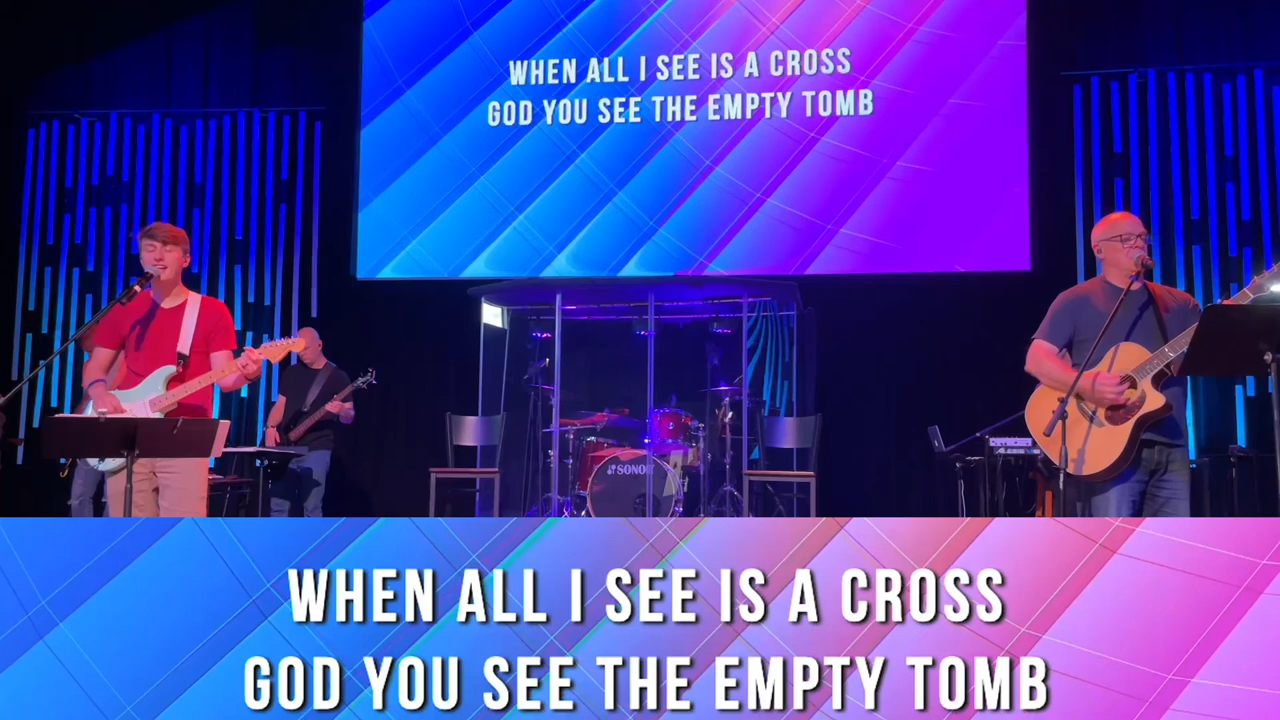 WHEN ALL I SEE IS A CROSS
GOD YOU SEE THE EMPTY TOMB
SONOR
WHEN ALL I SEE IS A CROSS
GOD YOU SEE THE EMPTY TOMB